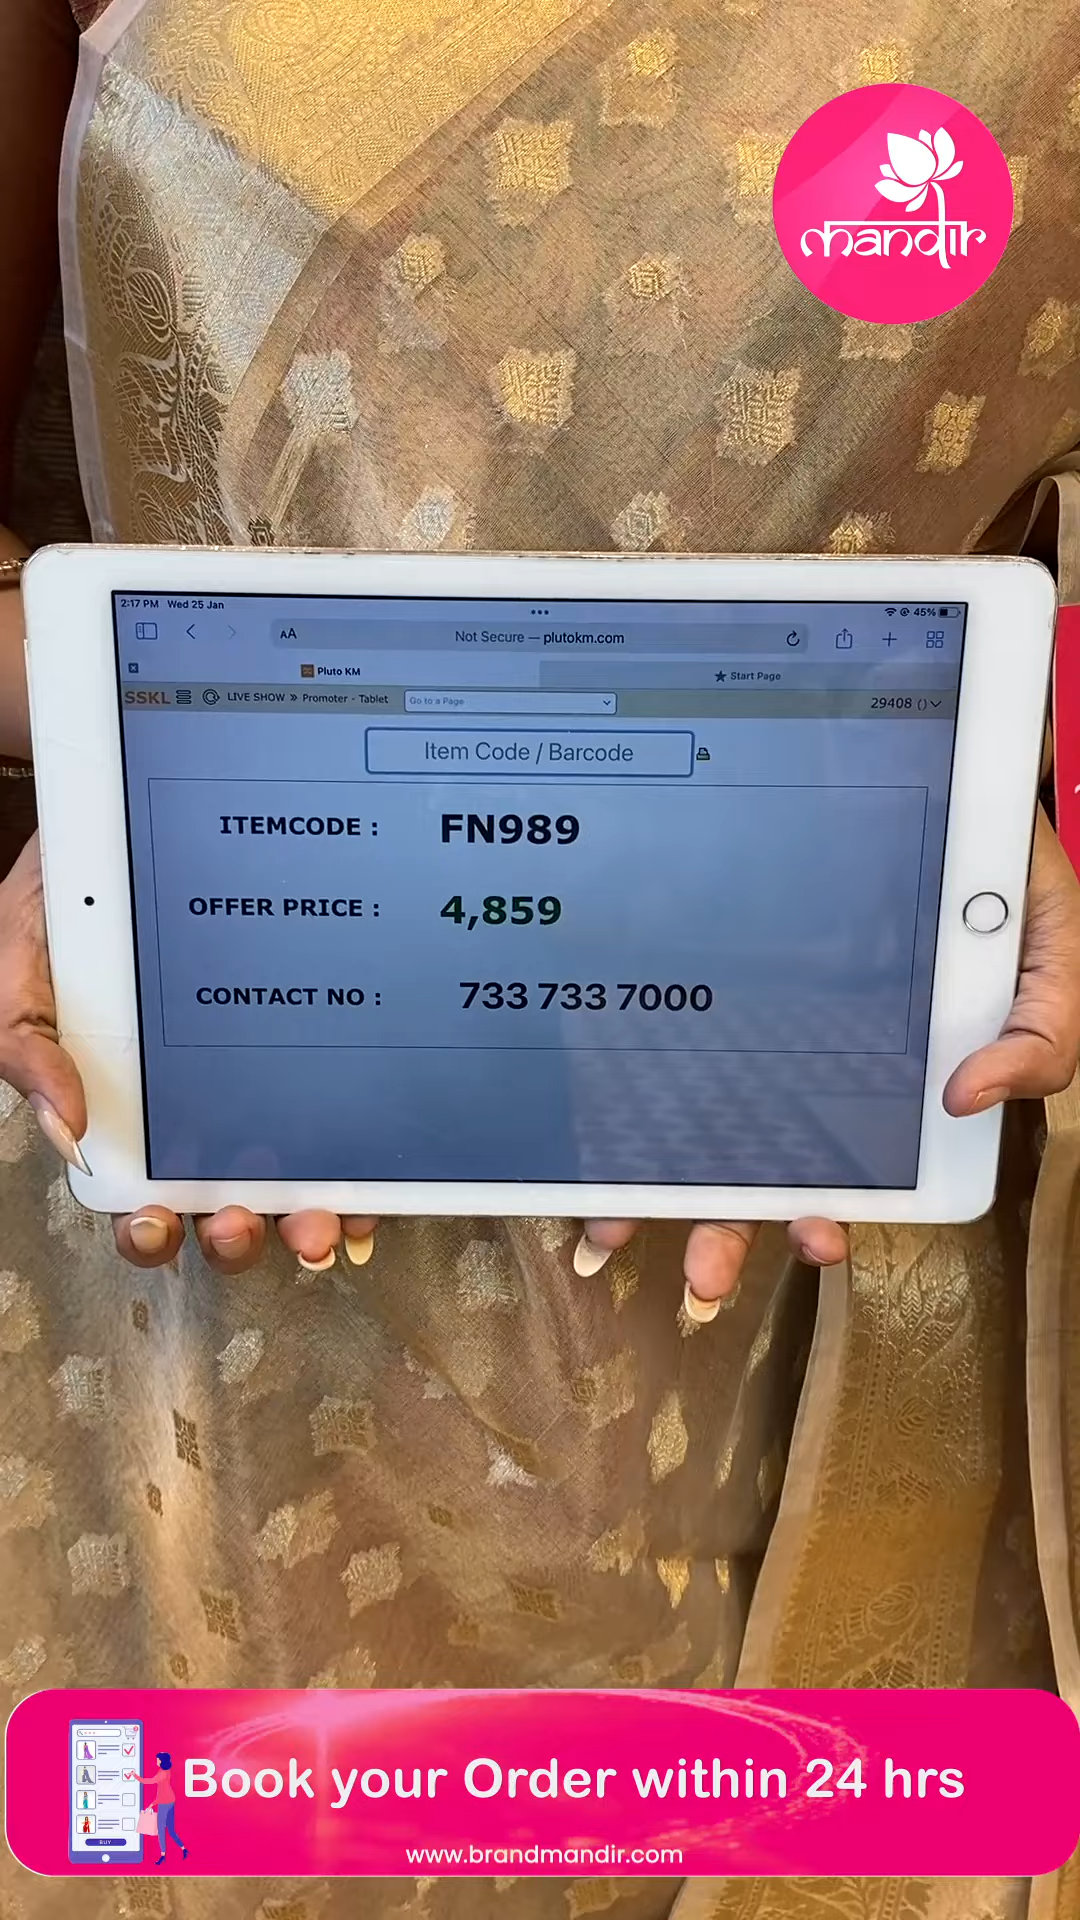 mandir
2:17 PM Wed 25 Jan
45%
AA Not Secure — plutokm.com
Pluto KM
Start Page
SSKL LIVE SHOW » Promoter - Tablet Go to a Page 29408 ()
Item Code / Barcode
ITEMCODE : FN989
OFFER PRICE : 4,859
CONTACT NO : 733 733 7000
Book your Order within 24 hrs
BUY
www.brandmandir.com